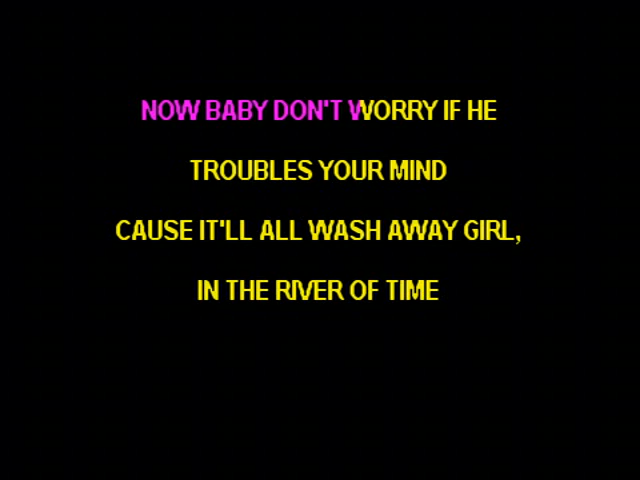 NOW BABY DON'T WORRY IF HE
TROUBLES YOUR MIND
CAUSE IT'LL ALL WASH AWAY GIRL,
IN THE RIVER OF TIME